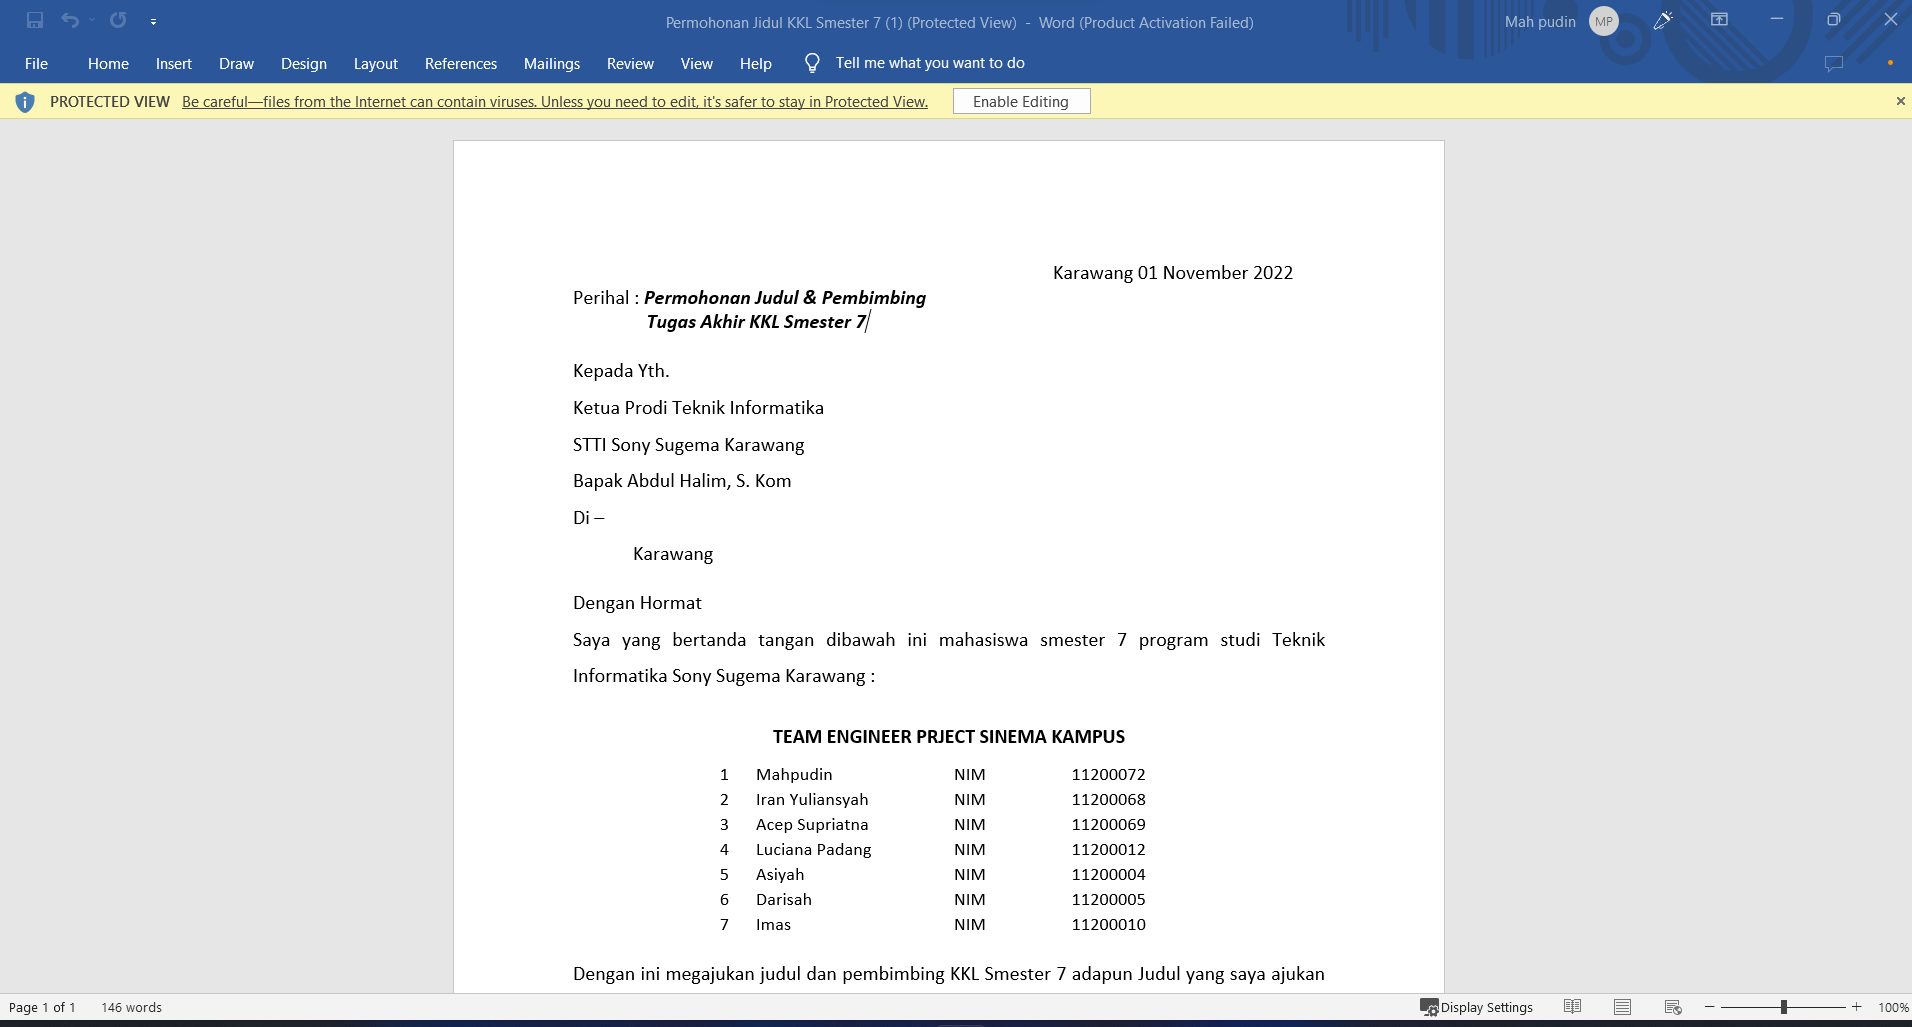 Permohonan Jidul KKL Smester 7 (1) (Protected View) - Word (Product Activation Failed)
Mah pudin MP
File Home Insert Draw Design Layout References Mailings Review View Help Tell me what you want to do
PROTECTED VIEW Be careful—files from the Internet can contain viruses. Unless you need to edit, it's safer to stay in Protected View. Enable Editing
Karawang 01 November 2022
Perihal : Permohonan Judul & Pembimbing
Tugas Akhir KKL Smester 7
Kepada Yth.
Ketua Prodi Teknik Informatika
STTI Sony Sugema Karawang
Bapak Abdul Halim, S. Kom
Di –
Karawang
Dengan Hormat
Saya yang bertanda tangan dibawah ini mahasiswa smester 7 program studi Teknik
Informatika Sony Sugema Karawang :
TEAM ENGINEER PRJECT SINEMA KAMPUS
1 Mahpudin NIM 11200072
2 Iran Yuliansyah NIM 11200068
3 Acep Supriatna NIM 11200069
4 Luciana Padang NIM 11200012
5 Asiyah NIM 11200004
6 Darisah NIM 11200005
7 Imas NIM 11200010
Dengan ini megajukan judul dan pembimbing KKL Smester 7 adapun Judul yang saya ajukan
Page 1 of 1 146 words Display Settings 100%